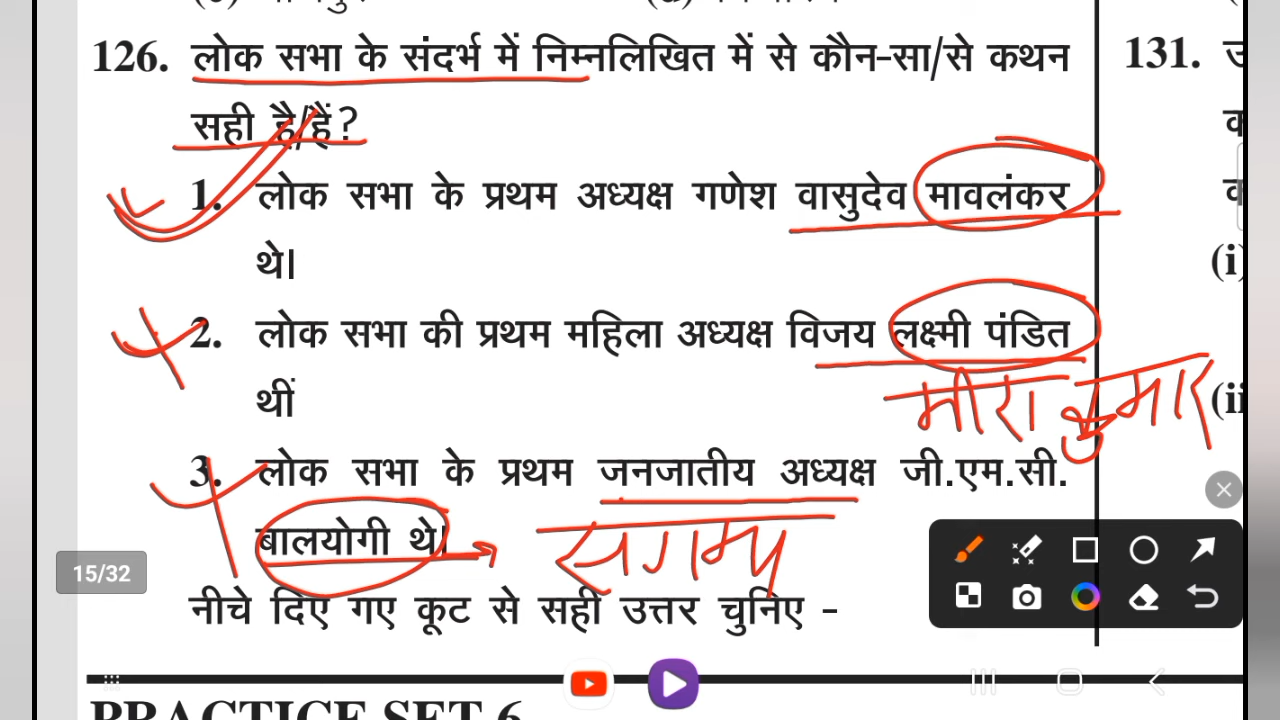 126. लोक सभा के संदर्भ में निम्नलिखित में से कौन-सा/से कथन
सही है/हैं?
1. लोक सभा के प्रथम अध्यक्ष गणेश वासुदेव मावलंकर
थे।
2. लोक सभा की प्रथम महिला अध्यक्ष विजय लक्ष्मी पंडित
थीं
मीरा कुमार
3. लोक सभा के प्रथम जनजातीय अध्यक्ष जी.एम.सी.
बालयोगी थे।
नीचे दिए गए कूट से सही उत्तर चुनिए -
PRACTICE SET 6
131.
(i)
15/32